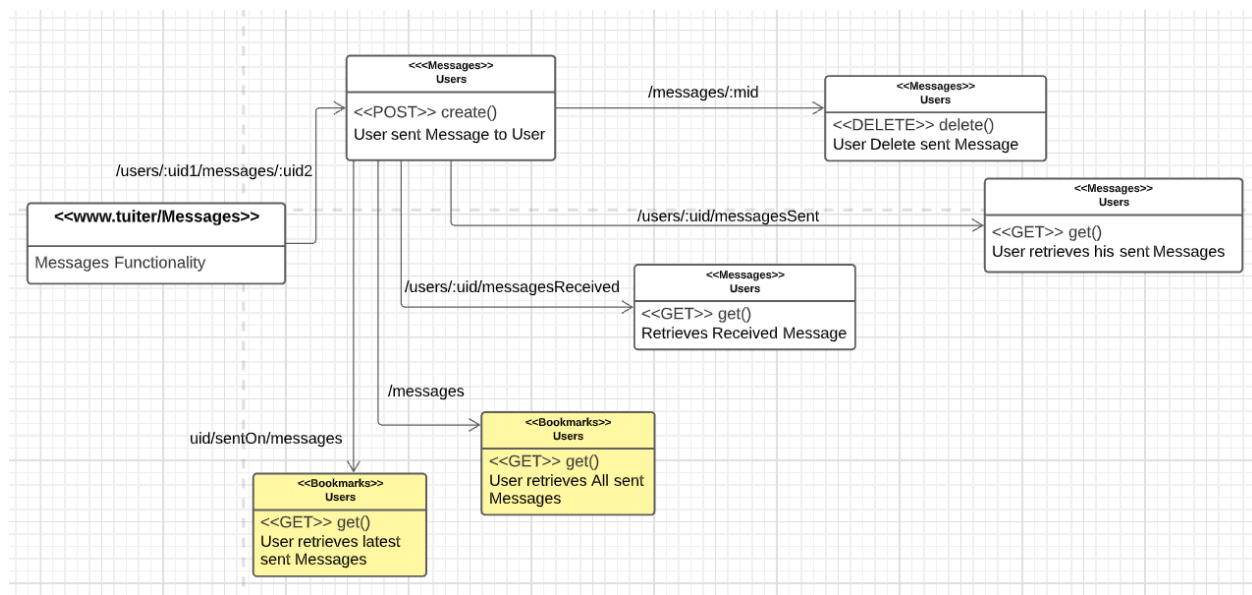 <<<Messages>>
Users
<<POST>> create()
User sent Message to User
/messages/:mid
<<Messages>>
Users
<<DELETE>> delete()
User Delete sent Message
/users/:uid1/messages/:uid2
<<www.tuiter/Messages>>
Messages Functionality
/users/:uid/messagesSent
<<Messages>>
Users
<<GET>> get()
User retrieves his sent Messages
/users/:uid/messagesReceived
<<Messages>>
Users
<<GET>> get()
Retrieves Received Message
/messages
<<Bookmarks>>
Users
<<GET>> get()
User retrieves All sent
Messages
uid/sentOn/messages
<<Bookmarks>>
Users
<<GET>> get()
User retrieves latest
sent Messages